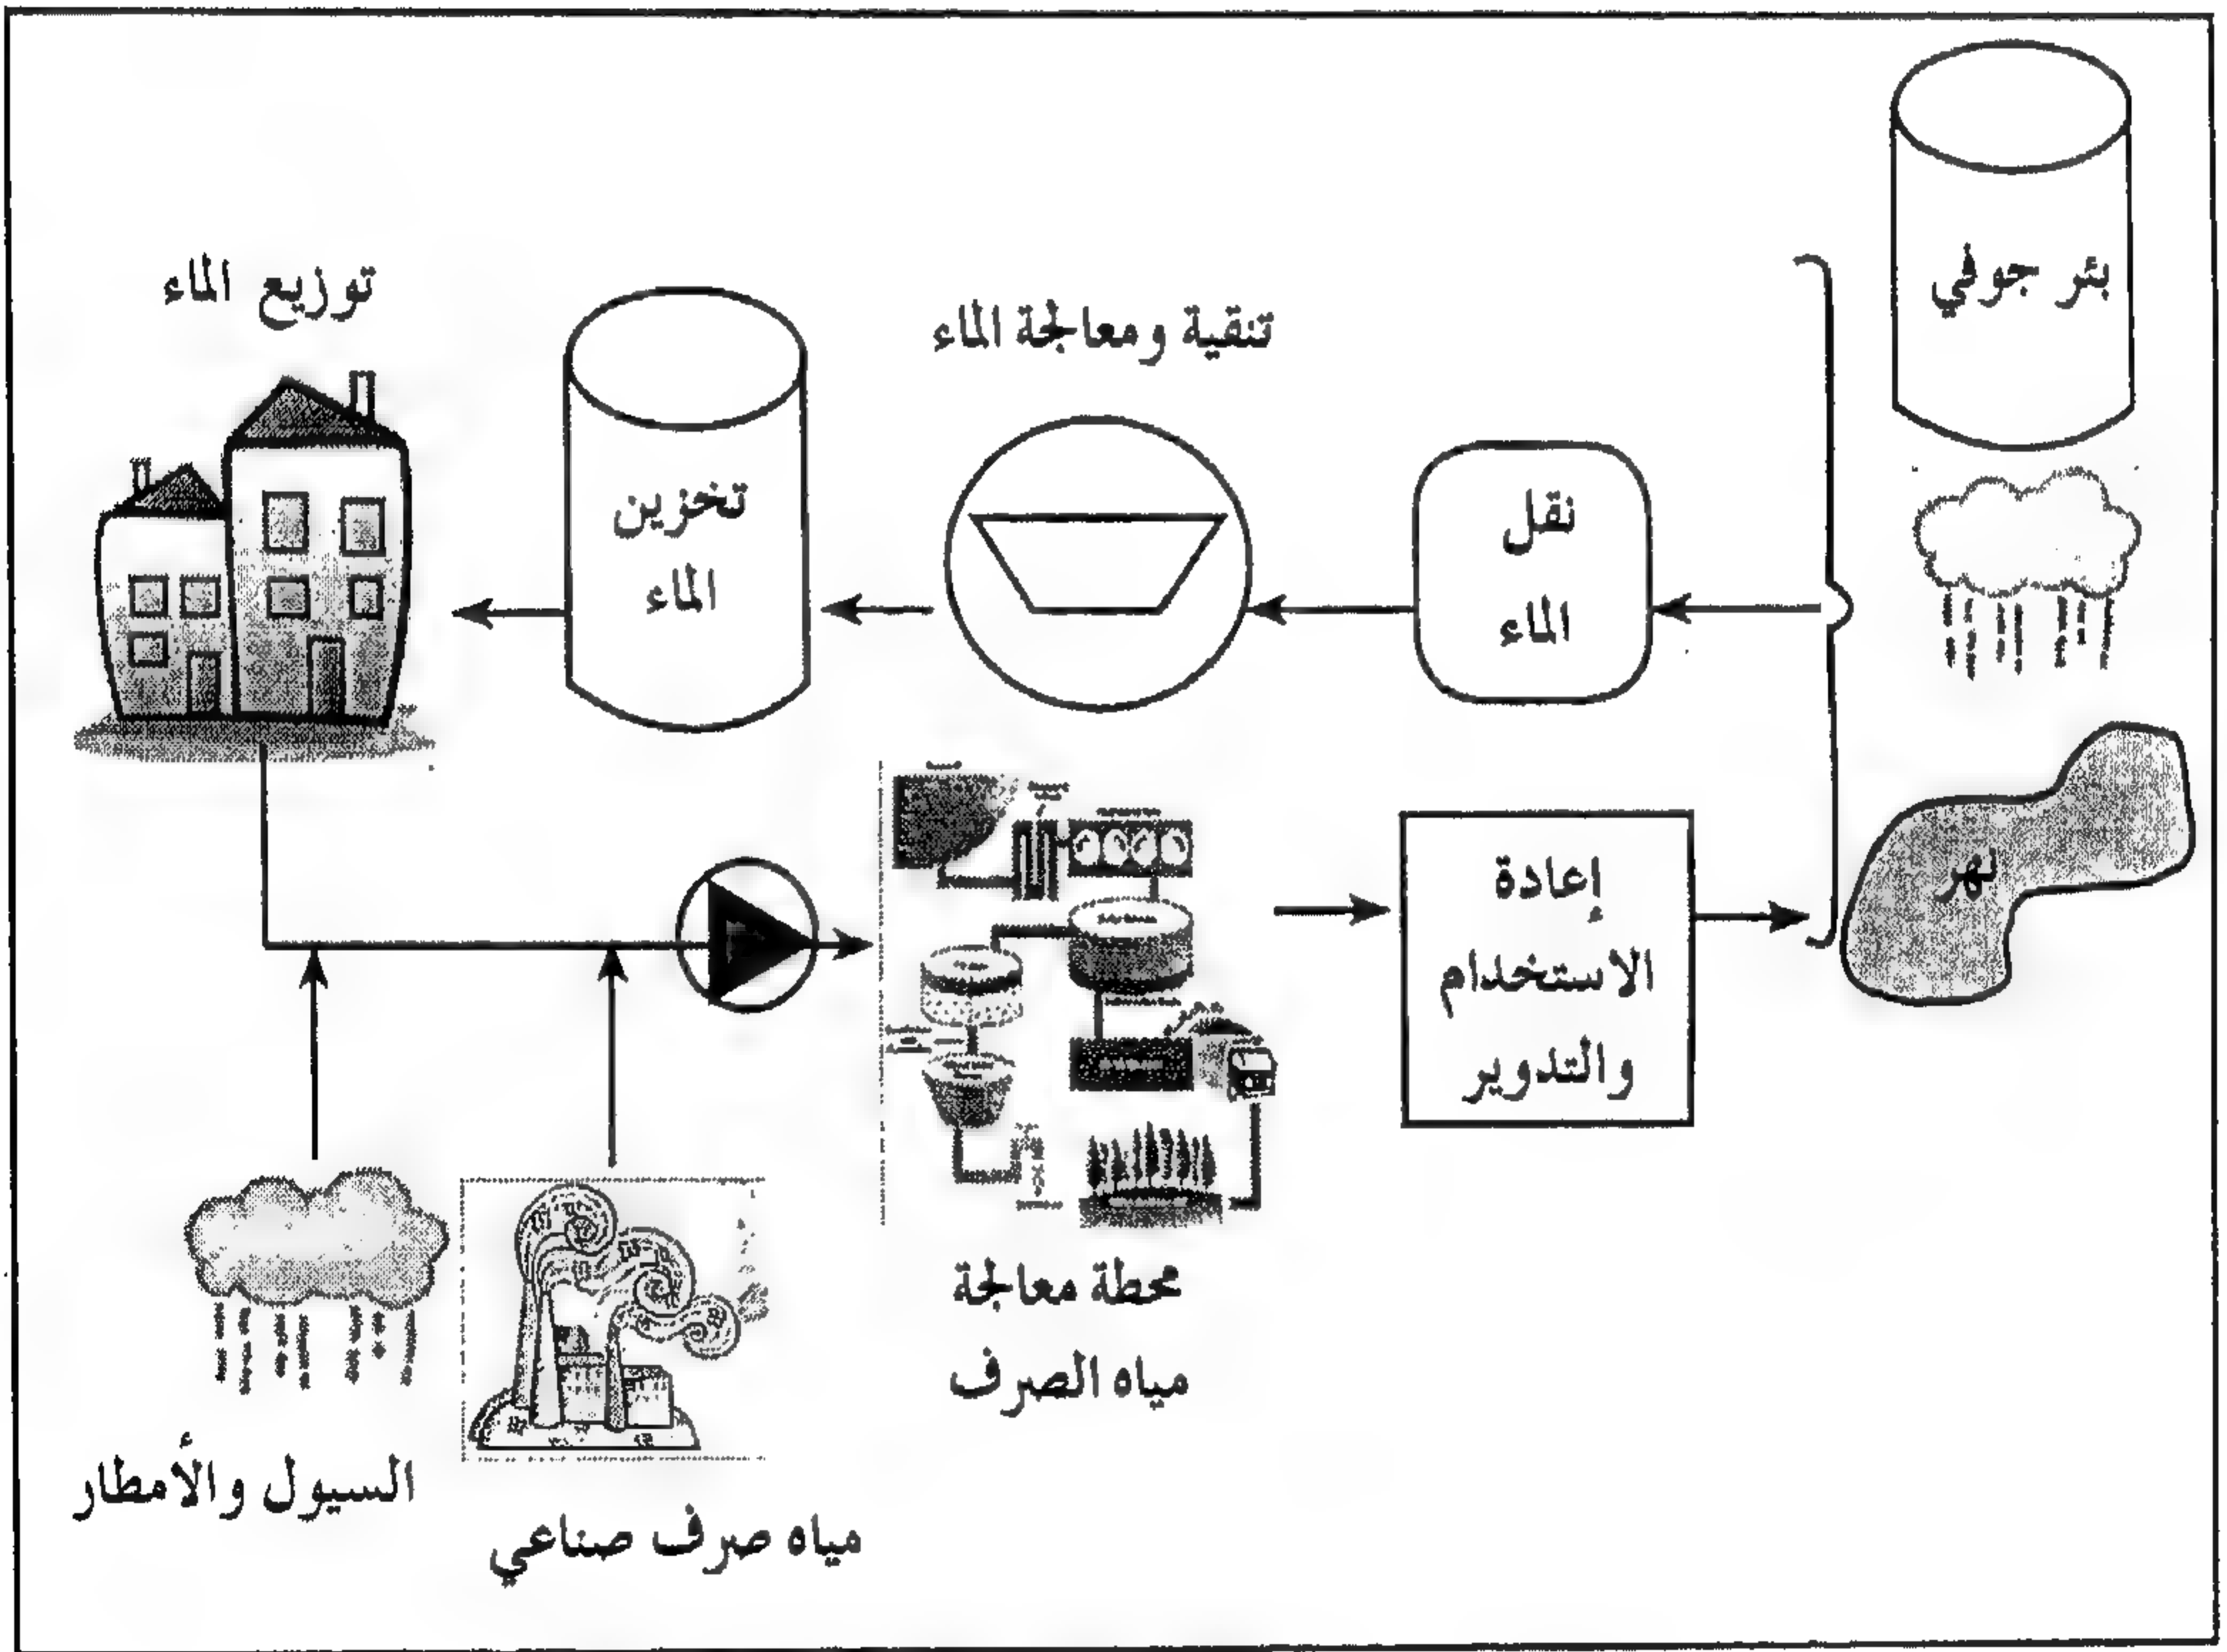 بئر جوفي
توزيع الماء
تنقية ومعالجة الماء
نقل
الماء
تخزين
الماء
نهر
إعادة
الاستخدام
والتدوير
محطة معالجة
مياه الصرف
السيول والأمطار
مياه صرف صناعي